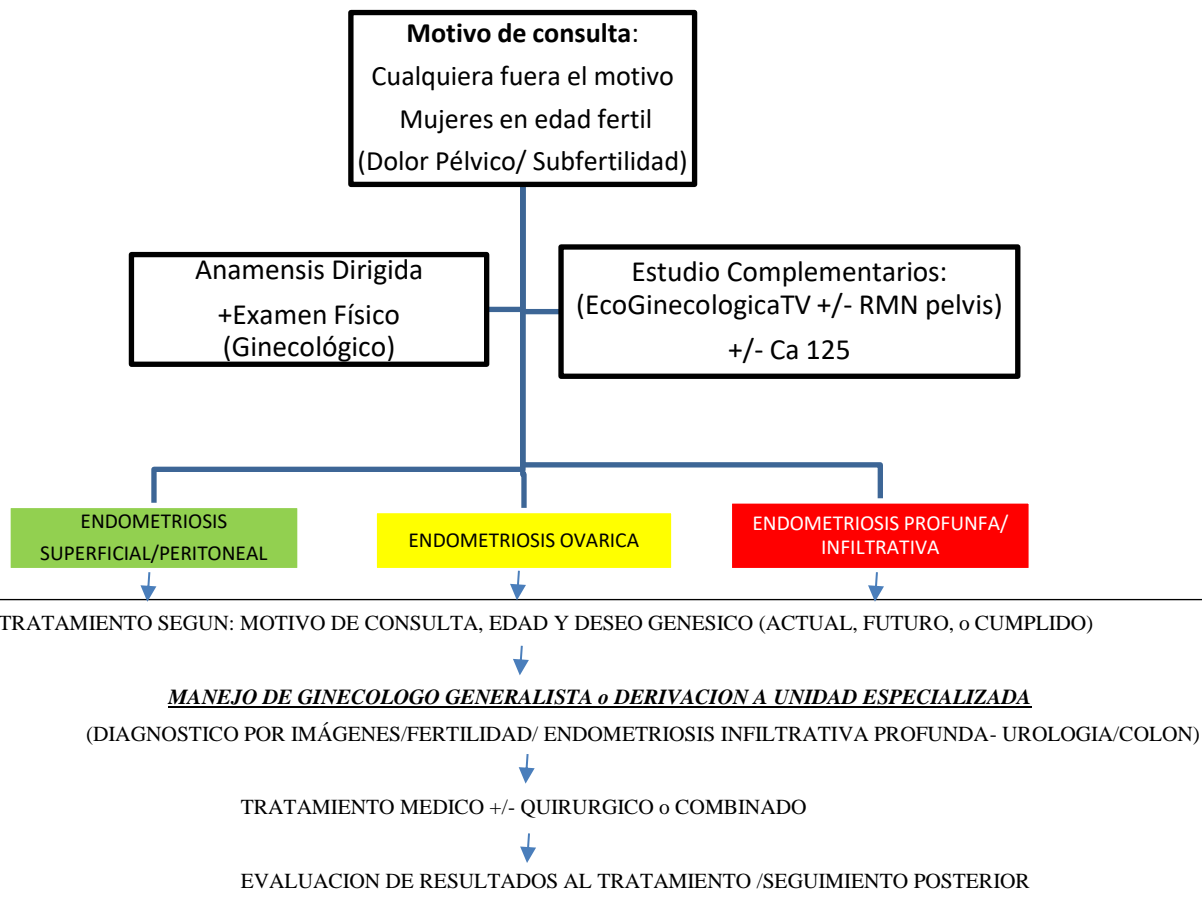 Motivo de consulta:
Cualquiera fuera el motivo
Mujeres en edad fertil
(Dolor Pélvico/ Subfertilidad)
Anamensis Dirigida
+Examen Físico
(Ginecológico)
Estudio Complementarios:
(EcoGinecologicaTV +/- RMN pelvis)
+/- Ca 125
ENDOMETRIOSIS
SUPERFICIAL/PERITONEAL
ENDOMETRIOSIS OVARICA
ENDOMETRIOSIS PROFUNFA/
INFILTRATIVA
TRATAMIENTO SEGUN: MOTIVO DE CONSULTA, EDAD Y DESEO GENESICO (ACTUAL, FUTURO, o CUMPLIDO)
MANEJO DE GINECOLOGO GENERALISTA o DERIVACION A UNIDAD ESPECIALIZADA
(DIAGNOSTICO POR IMÁGENES/FERTILIDAD/ ENDOMETRIOSIS INFILTRATIVA PROFUNDA- UROLOGIA/COLON)
TRATAMIENTO MEDICO +/- QUIRURGICO o COMBINADO
EVALUACION DE RESULTADOS AL TRATAMIENTO /SEGUIMIENTO POSTERIOR